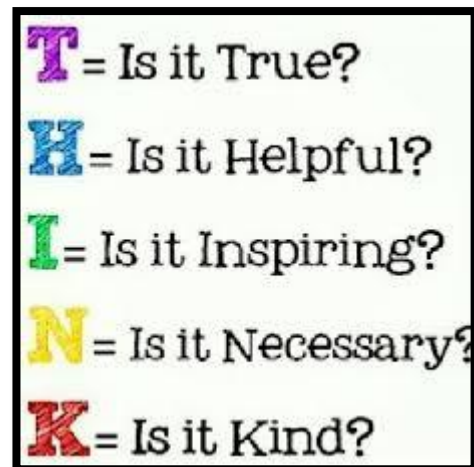 T = Is it True?
H = Is it Helpful?
I = Is it Inspiring?
N = Is it Necessary?
K = Is it Kind?